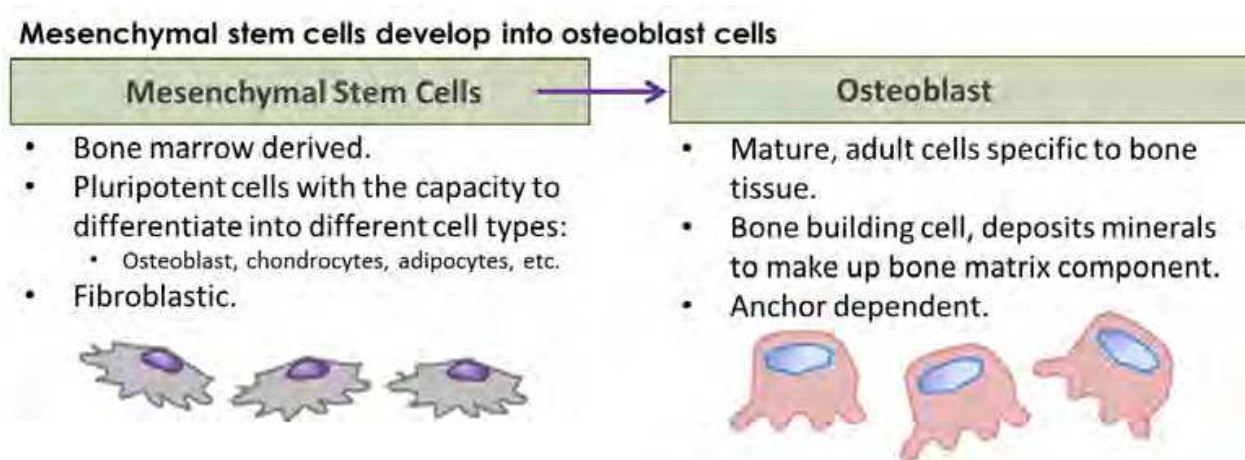 Mesenchymal stem cells develop into osteoblast cells
Mesenchymal Stem Cells
• Bone marrow derived.
• Pluripotent cells with the capacity to
differentiate into different cell types:
• Osteoblast, chondrocytes, adipocytes, etc.
• Fibroblastic.
Osteoblast
• Mature, adult cells specific to bone
tissue.
• Bone building cell, deposits minerals
to make up bone matrix component.
• Anchor dependent.